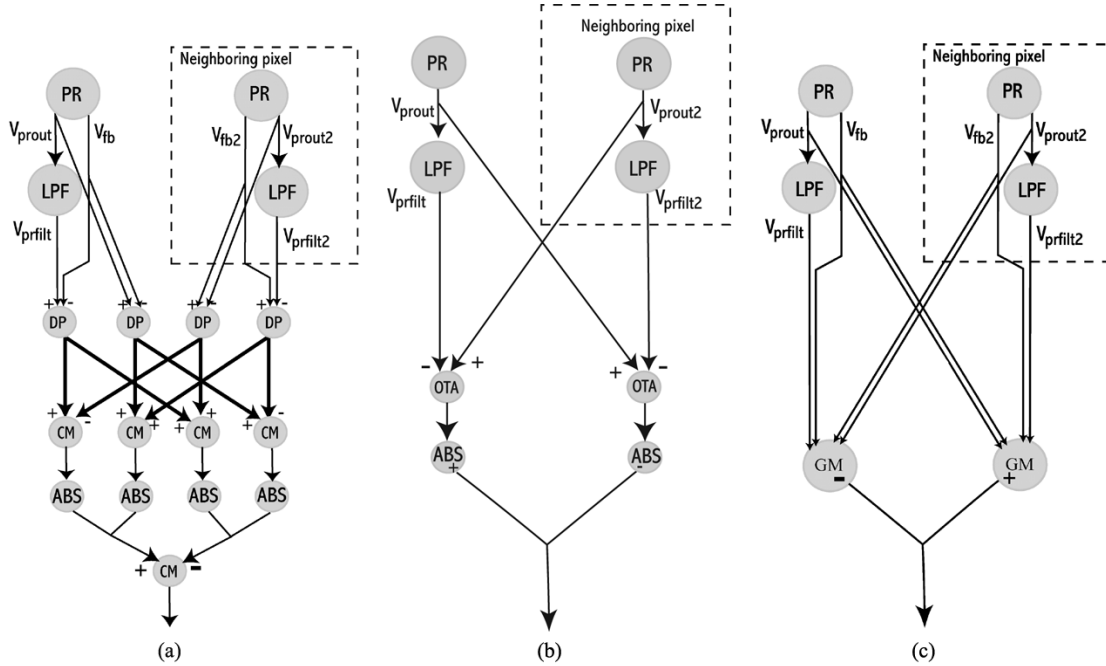 Neighboring pixel
PR PR
Vprout Vfb Vfb2 Vprout2
LPF LPF
Vprfilt Vprfilt2
+ - + - + - + -
DP DP DP DP
+ - + + + + + -
CM CM CM CM
ABS ABS ABS ABS
+ CM -
(a)
Neighboring pixel
PR PR
Vprout Vprout2
LPF LPF
Vprfilt Vprfilt2
- + + -
OTA OTA
ABS ABS
+ -
(b)
Neighboring pixel
PR PR
Vprout Vfb Vfb2 Vprout2
LPF LPF
Vprfilt Vprfilt2
GM GM
- +
(c)